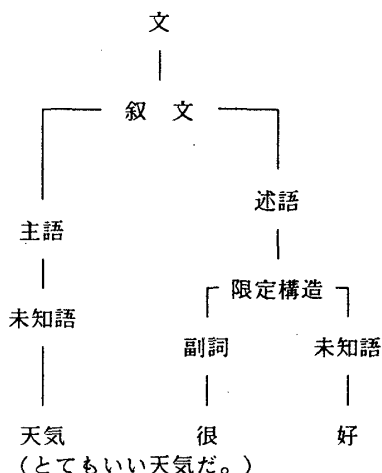 文
叙 文
述語
主語
限定構造
未知語
副詞 未知語
天気 很 好
(とてもいい天気だ。)